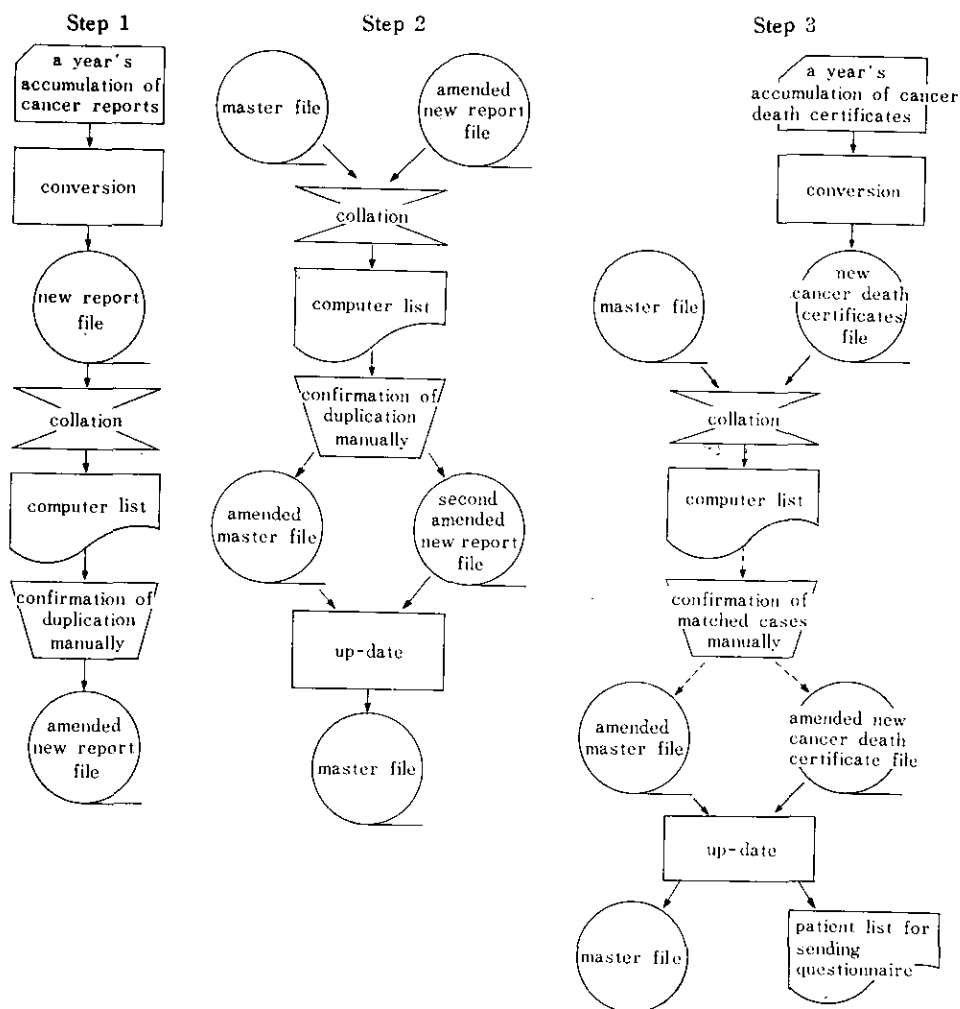 Step 1
a year's
accumulation of
cancer reports
conversion
new report
file
collation
computer list
confirmation of
duplication
manually
amended
new report
file
Step 2
master file
amended
new report
file
collation
computer list
confirmation of
duplication
manually
amended
master file
second
amended
new report
file
up-date
master file
Step 3
a year's
accumulation of cancer
death certificates
conversion
master file
new
cancer death
certificates
file
collation
computer list
confirmation of
matched cases
manually
amended
master file
amended new
cancer death
certificate file
up-date
master file
patient list for
sending
questionnaire